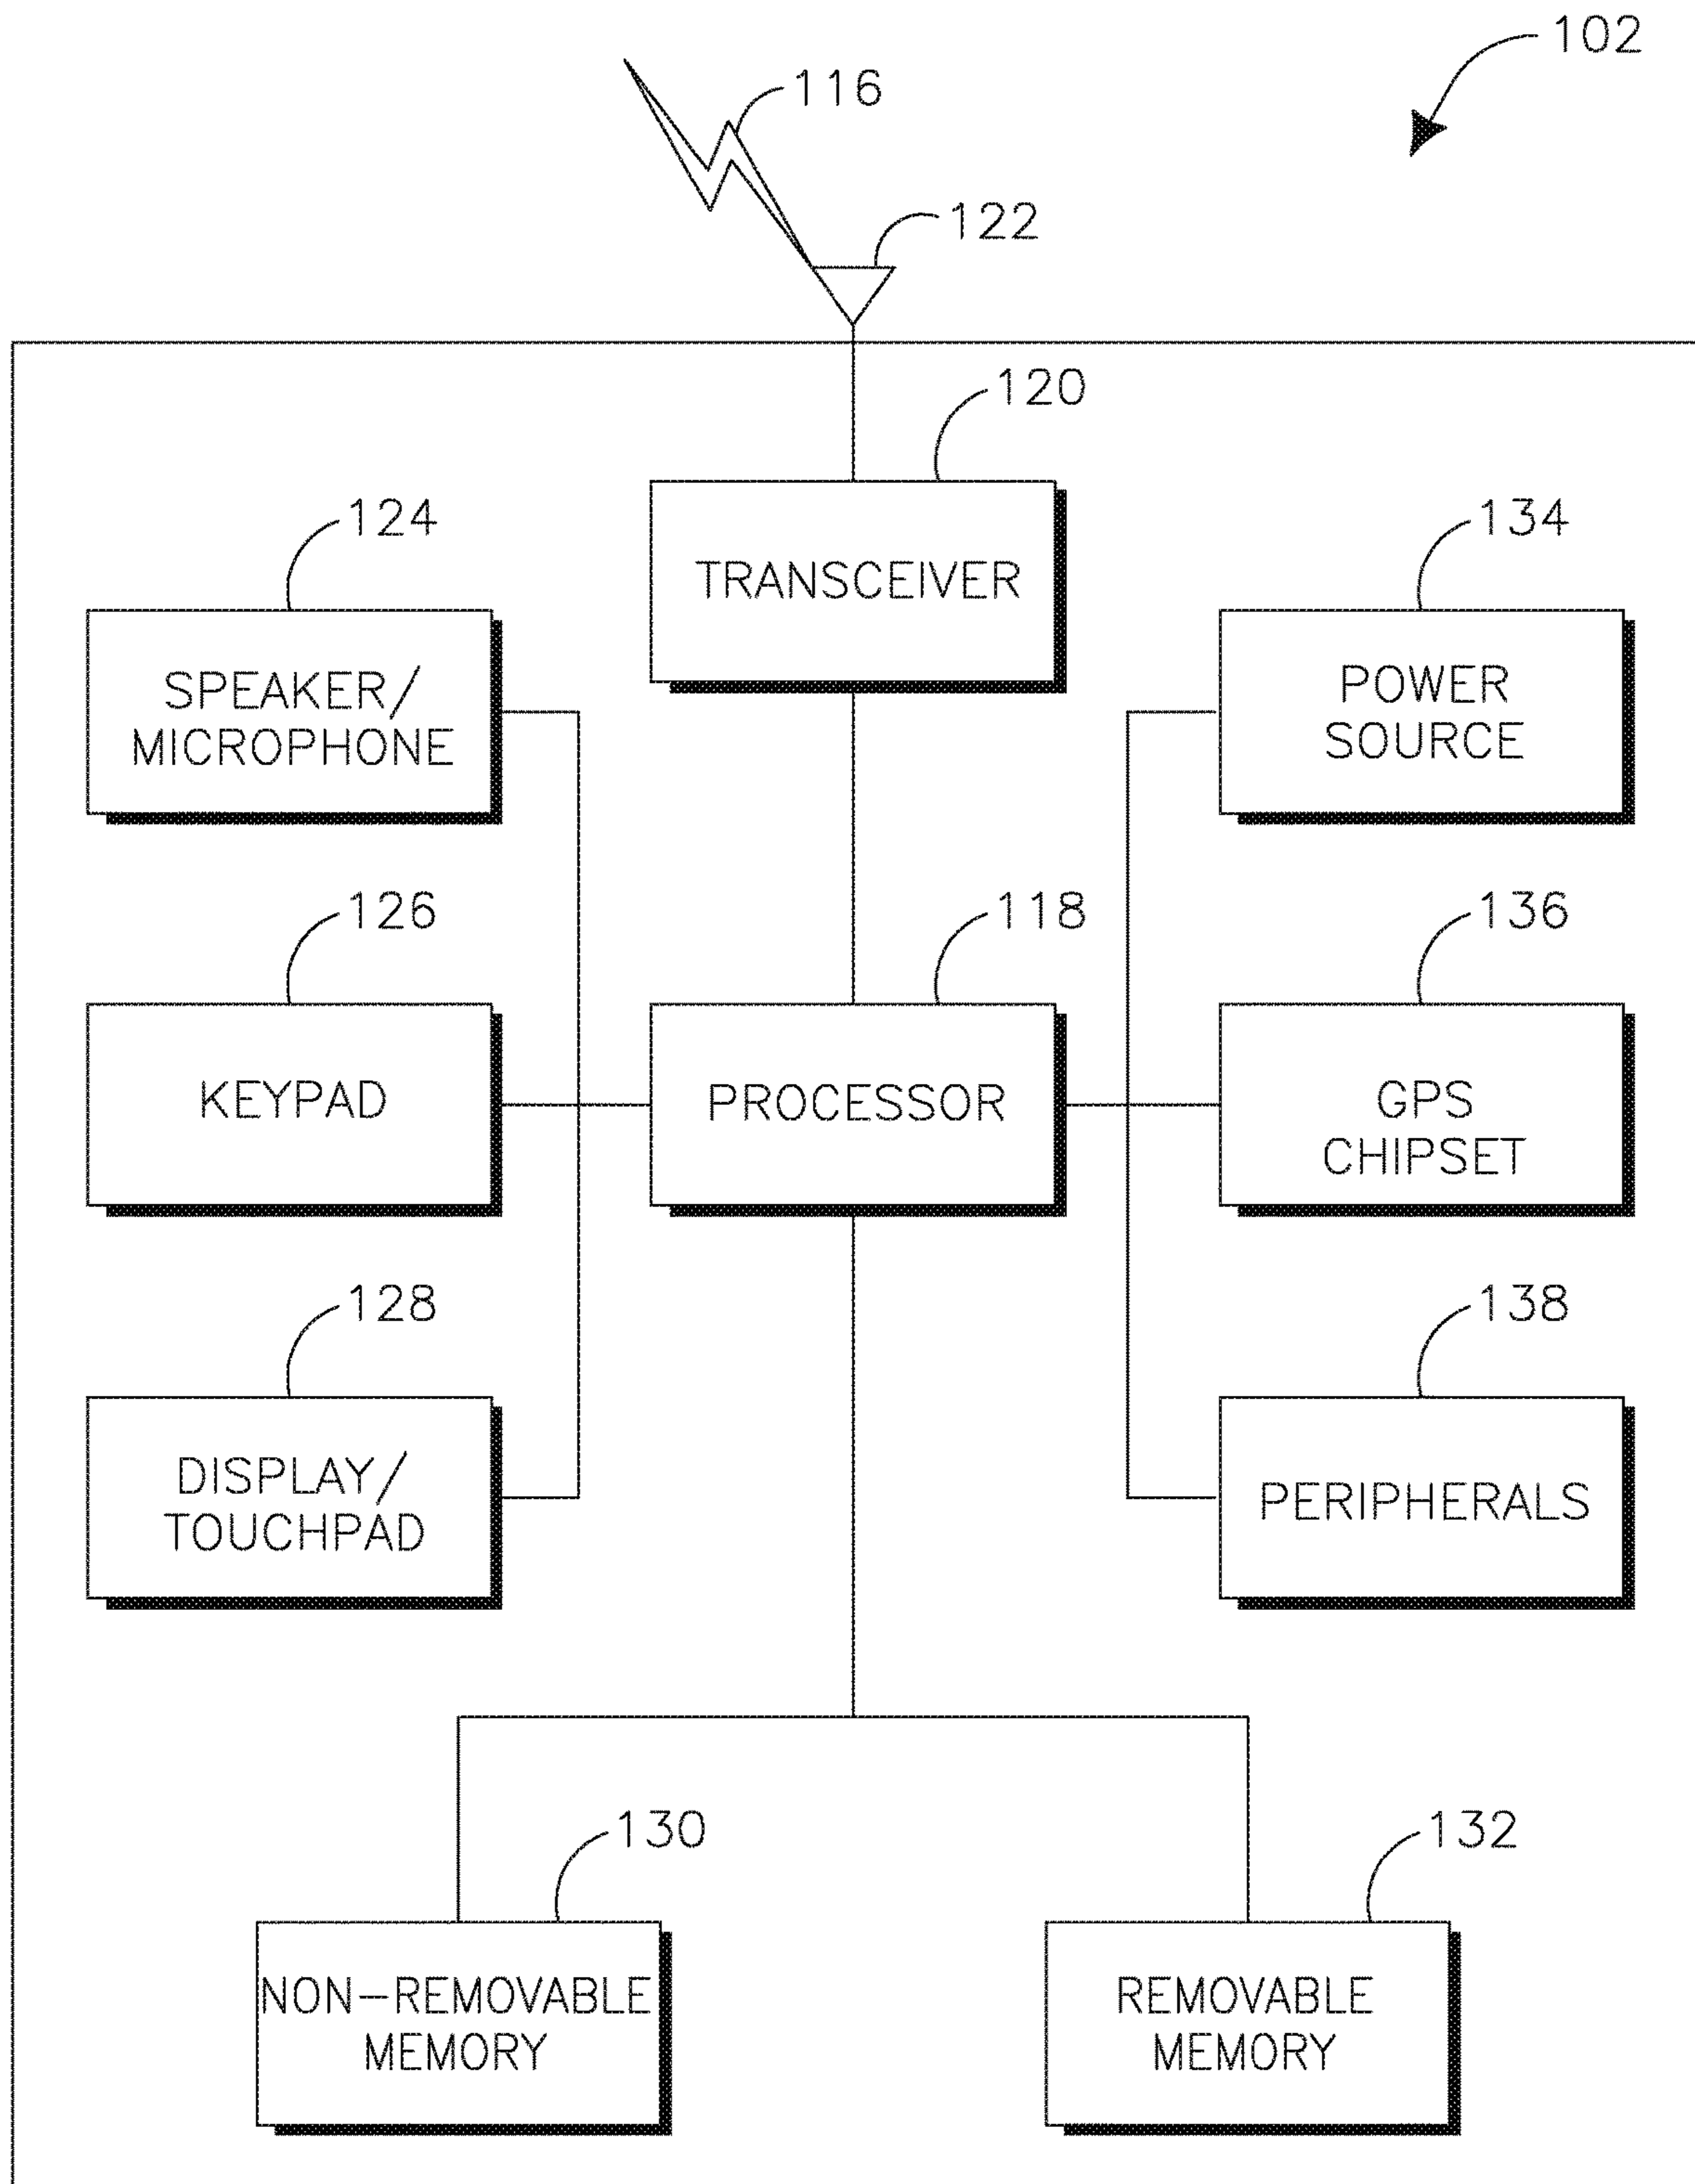 102
116
122
120
TRANSCEIVER
124
SPEAKER/
MICROPHONE
134
POWER
SOURCE
126
KEYPAD
118
PROCESSOR
136
GPS
CHIPSET
128
DISPLAY/
TOUCHPAD
138
PERIPHERALS
130
NON-REMOVABLE
MEMORY
132
REMOVABLE
MEMORY